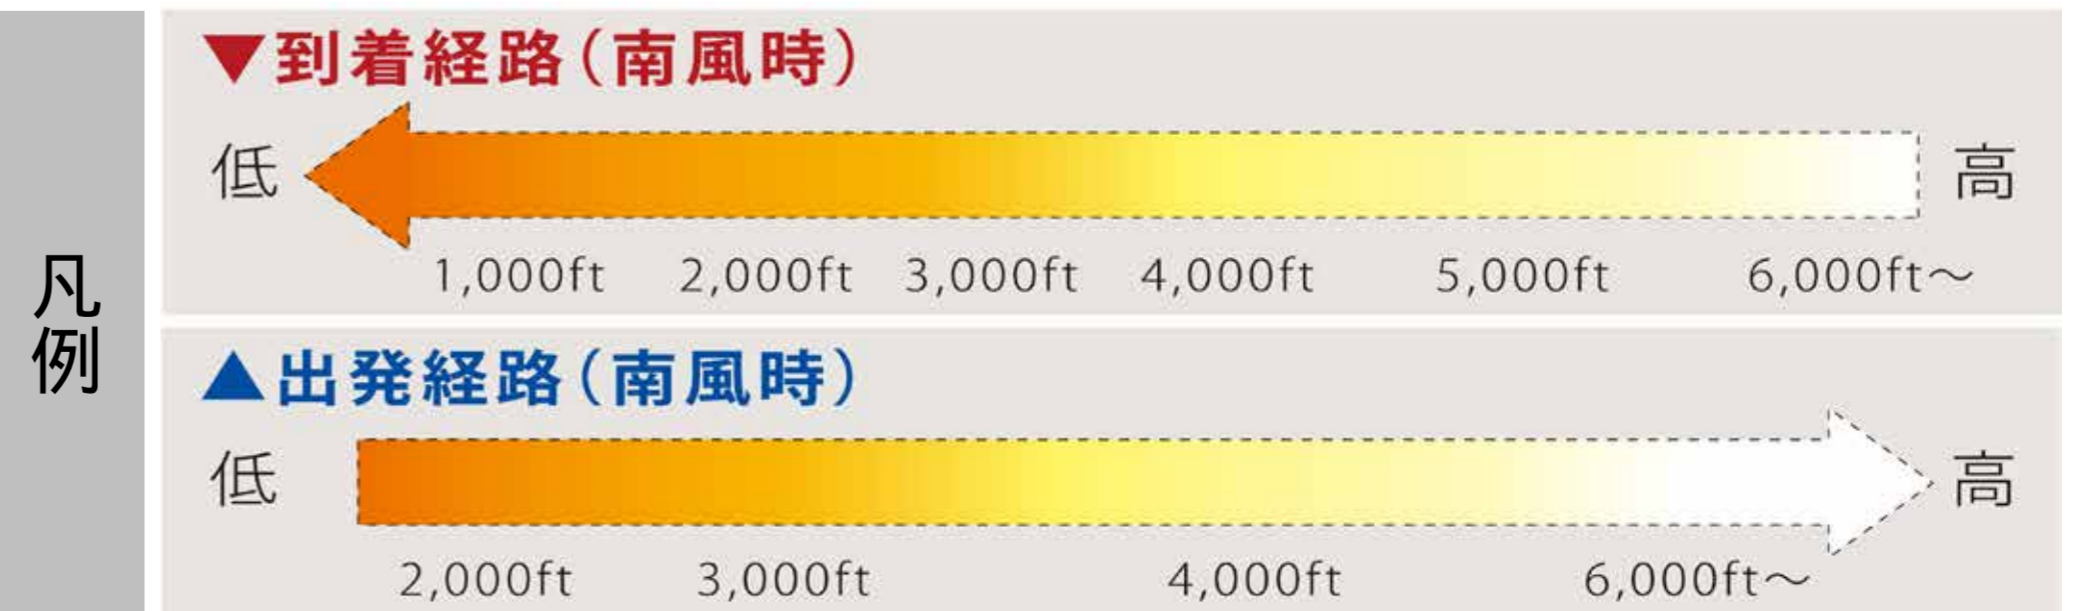 凡例
▼到着経路（南風時）
低 高
1,000ft 2,000ft 3,000ft 4,000ft 5,000ft 6,000ft～
▲出発経路（南風時）
低 高
2,000ft 3,000ft 4,000ft 6,000ft～